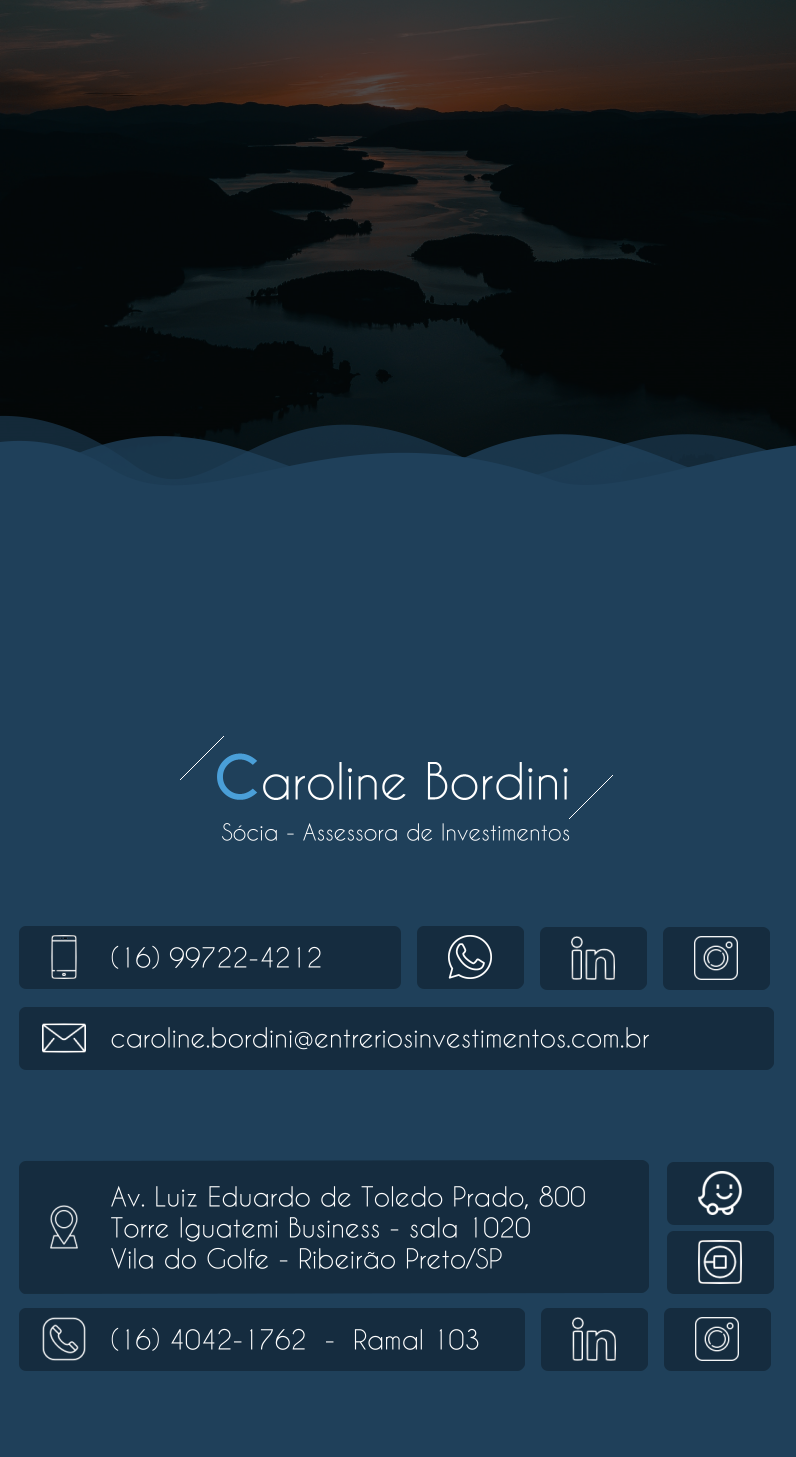 Caroline Bordini
Sócia - Assessora de Investimentos
(16) 99722-4212
in
caroline.bordini@entreriosinvestimentos.com.br
Av. Luiz Eduardo de Toledo Prado, 800
Torre Iguatemi Business - sala 1020
Vila do Golfe - Ribeirão Preto/SP
(16) 4042-1762 - Ramal 103
in